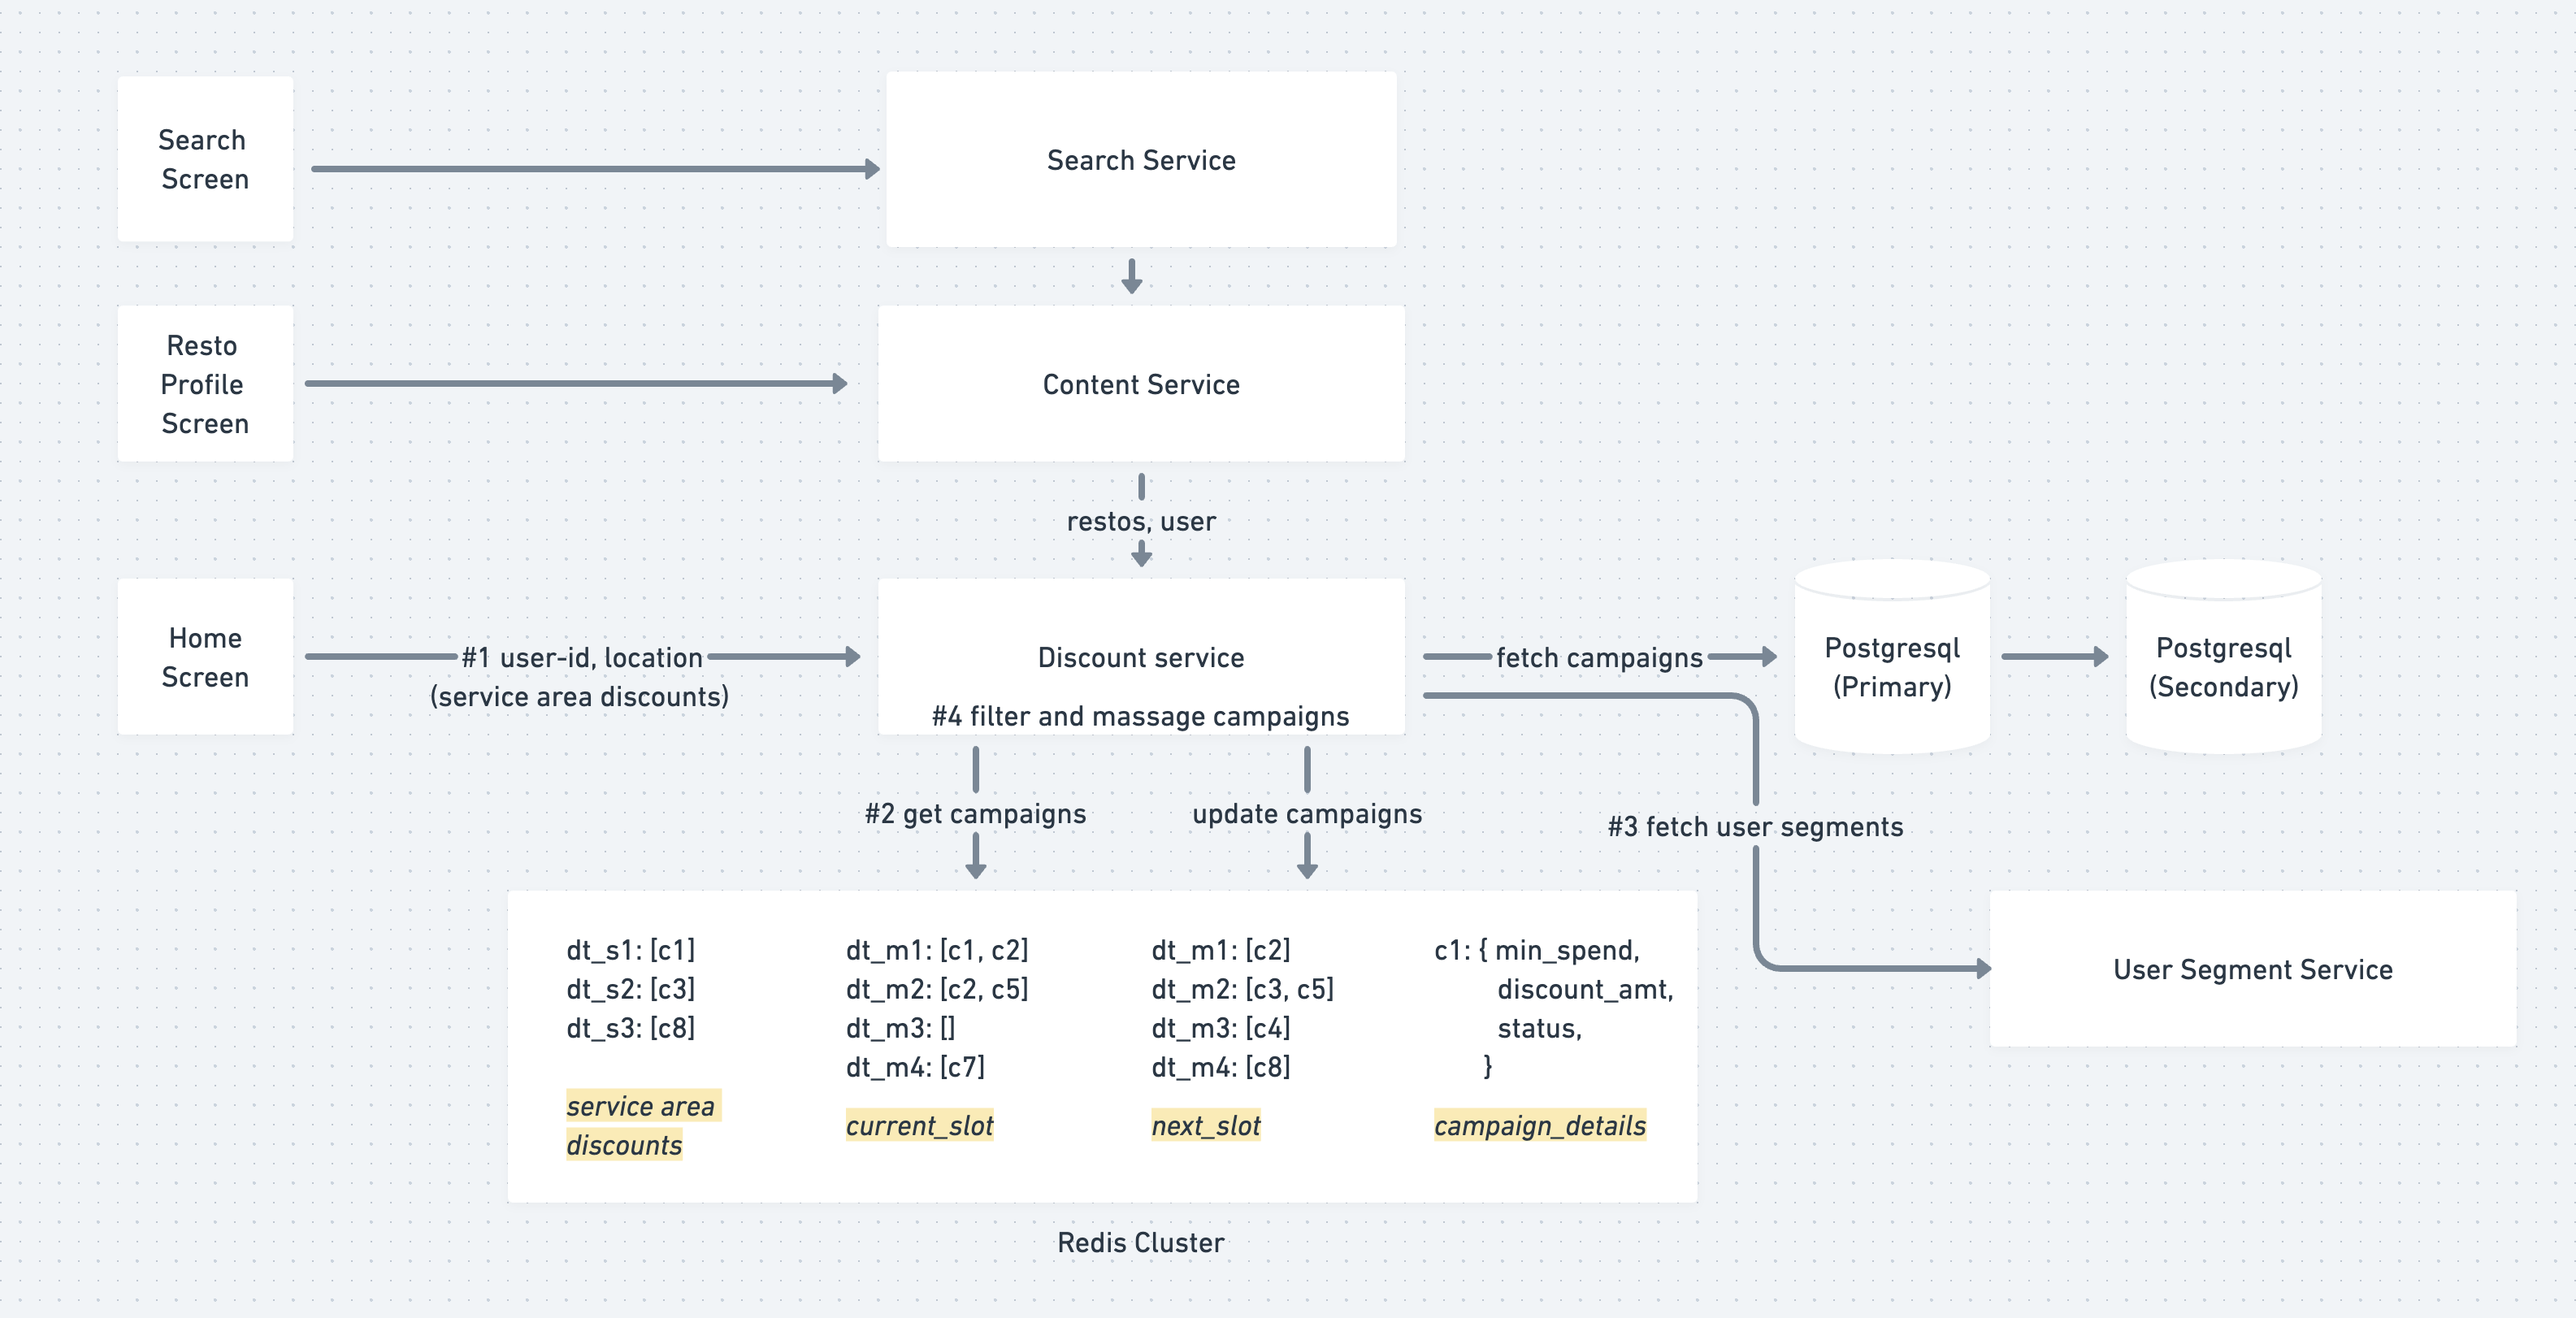 Search
Screen
Search Service
Resto
Profile
Screen
Content Service
restos, user
Home
Screen
#1 user-id, location
(service area discounts)
Discount service
#4 filter and massage campaigns
fetch campaigns
Postgresql
(Primary)
Postgresql
(Secondary)
#2 get campaigns
update campaigns
#3 fetch user segments
User Segment Service
dt_s1: [c1]
dt_s2: [c3]
dt_s3: [c8]
service area
discounts
dt_m1: [c1, c2]
dt_m2: [c2, c5]
dt_m3: []
dt_m4: [c7]
current_slot
dt_m1: [c2]
dt_m2: [c3, c5]
dt_m3: [c4]
dt_m4: [c8]
next_slot
c1: { min_spend,
discount_amt,
status,
}
campaign_details
Redis Cluster